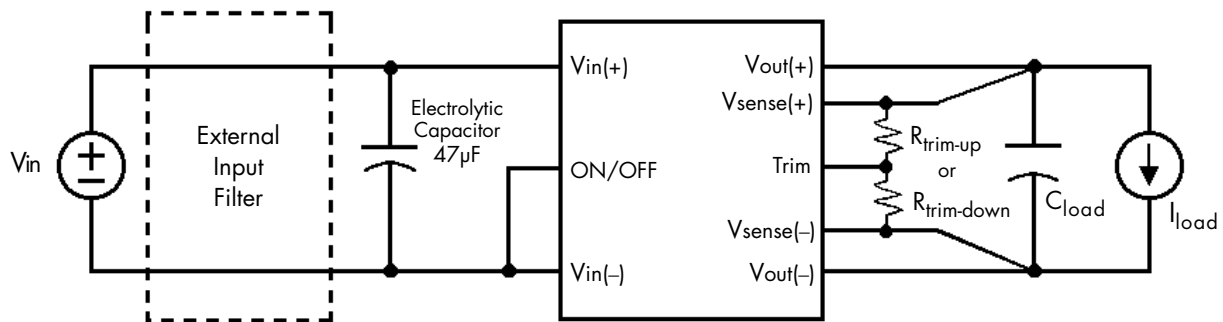 Vin
+
−
External
Input
Filter
Electrolytic
Capacitor
47µF
Vin(+)
ON/OFF
Vin(−)
Vout(+)
Vsense(+)
Trim
Vsense(−)
Vout(−)
Rtrim-up
or
Rtrim-down
Cload
Iload